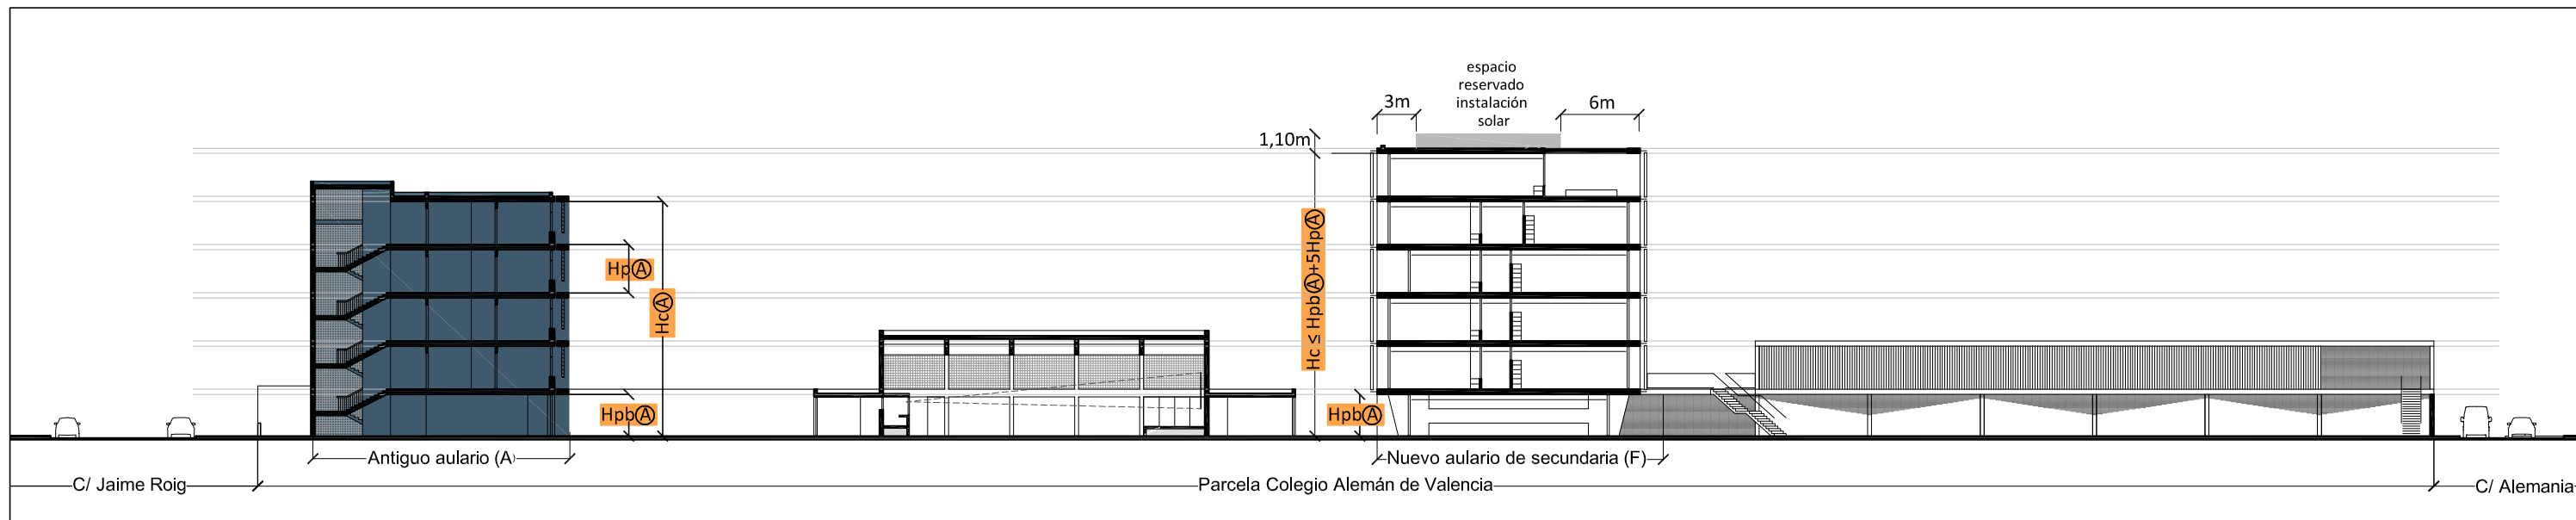 espacio
reservado
instalación
solar
3m
6m
1,10m
HpⒶ
HcⒶ
Hc ≤ HpbⒶ+5HpⒶ
HpbⒶ
HpbⒶ
Antiguo aulario (A)
Nuevo aulario de secundaria (F)
C/ Jaime Roig
Parcela Colegio Alemán de Valencia
C/ Alemania